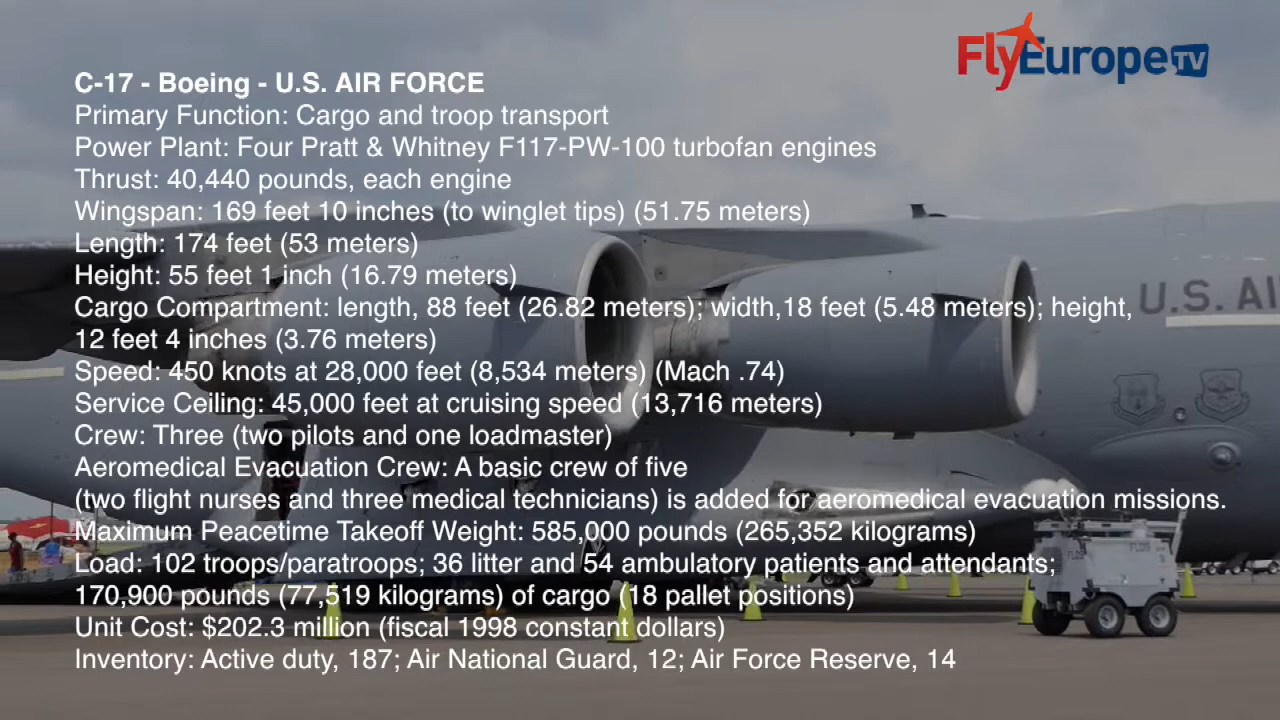 FlyEuropeTV
C-17 - Boeing - U.S. AIR FORCE
Primary Function: Cargo and troop transport
Power Plant: Four Pratt & Whitney F117-PW-100 turbofan engines
Thrust: 40,440 pounds, each engine
Wingspan: 169 feet 10 inches (to winglet tips) (51.75 meters)
Length: 174 feet (53 meters)
Height: 55 feet 1 inch (16.79 meters)
Cargo Compartment: length, 88 feet (26.82 meters); width,18 feet (5.48 meters); height,
12 feet 4 inches (3.76 meters)
Speed: 450 knots at 28,000 feet (8,534 meters) (Mach .74)
Service Ceiling: 45,000 feet at cruising speed (13,716 meters)
Crew: Three (two pilots and one loadmaster)
Aeromedical Evacuation Crew: A basic crew of five
(two flight nurses and three medical technicians) is added for aeromedical evacuation missions.
Maximum Peacetime Takeoff Weight: 585,000 pounds (265,352 kilograms)
Load: 102 troops/paratroops; 36 litter and 54 ambulatory patients and attendants;
170,900 pounds (77,519 kilograms) of cargo (18 pallet positions)
Unit Cost: $202.3 million (fiscal 1998 constant dollars)
Inventory: Active duty, 187; Air National Guard, 12; Air Force Reserve, 14
U.S. AI